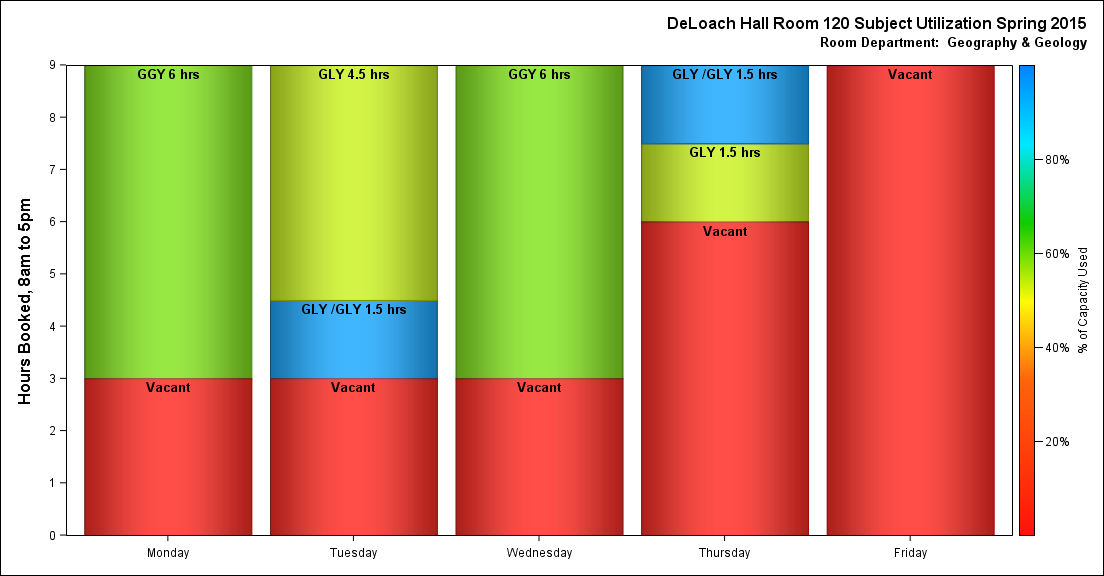 DeLoach Hall Room 120 Subject Utilization Spring 2015
Room Department:  Geography & Geology
Hours Booked, 8am to 5pm
9
8
7
6
5
4
3
2
1
0
GGY 6 hrs
Vacant
GLY 4.5 hrs
GLY /GLY 1.5 hrs
Vacant
GGY 6 hrs
Vacant
GLY /GLY 1.5 hrs
GLY 1.5 hrs
Vacant
Vacant
Monday
Tuesday
Wednesday
Thursday
Friday
80%
60%
40%
20%
% of Capacity Used